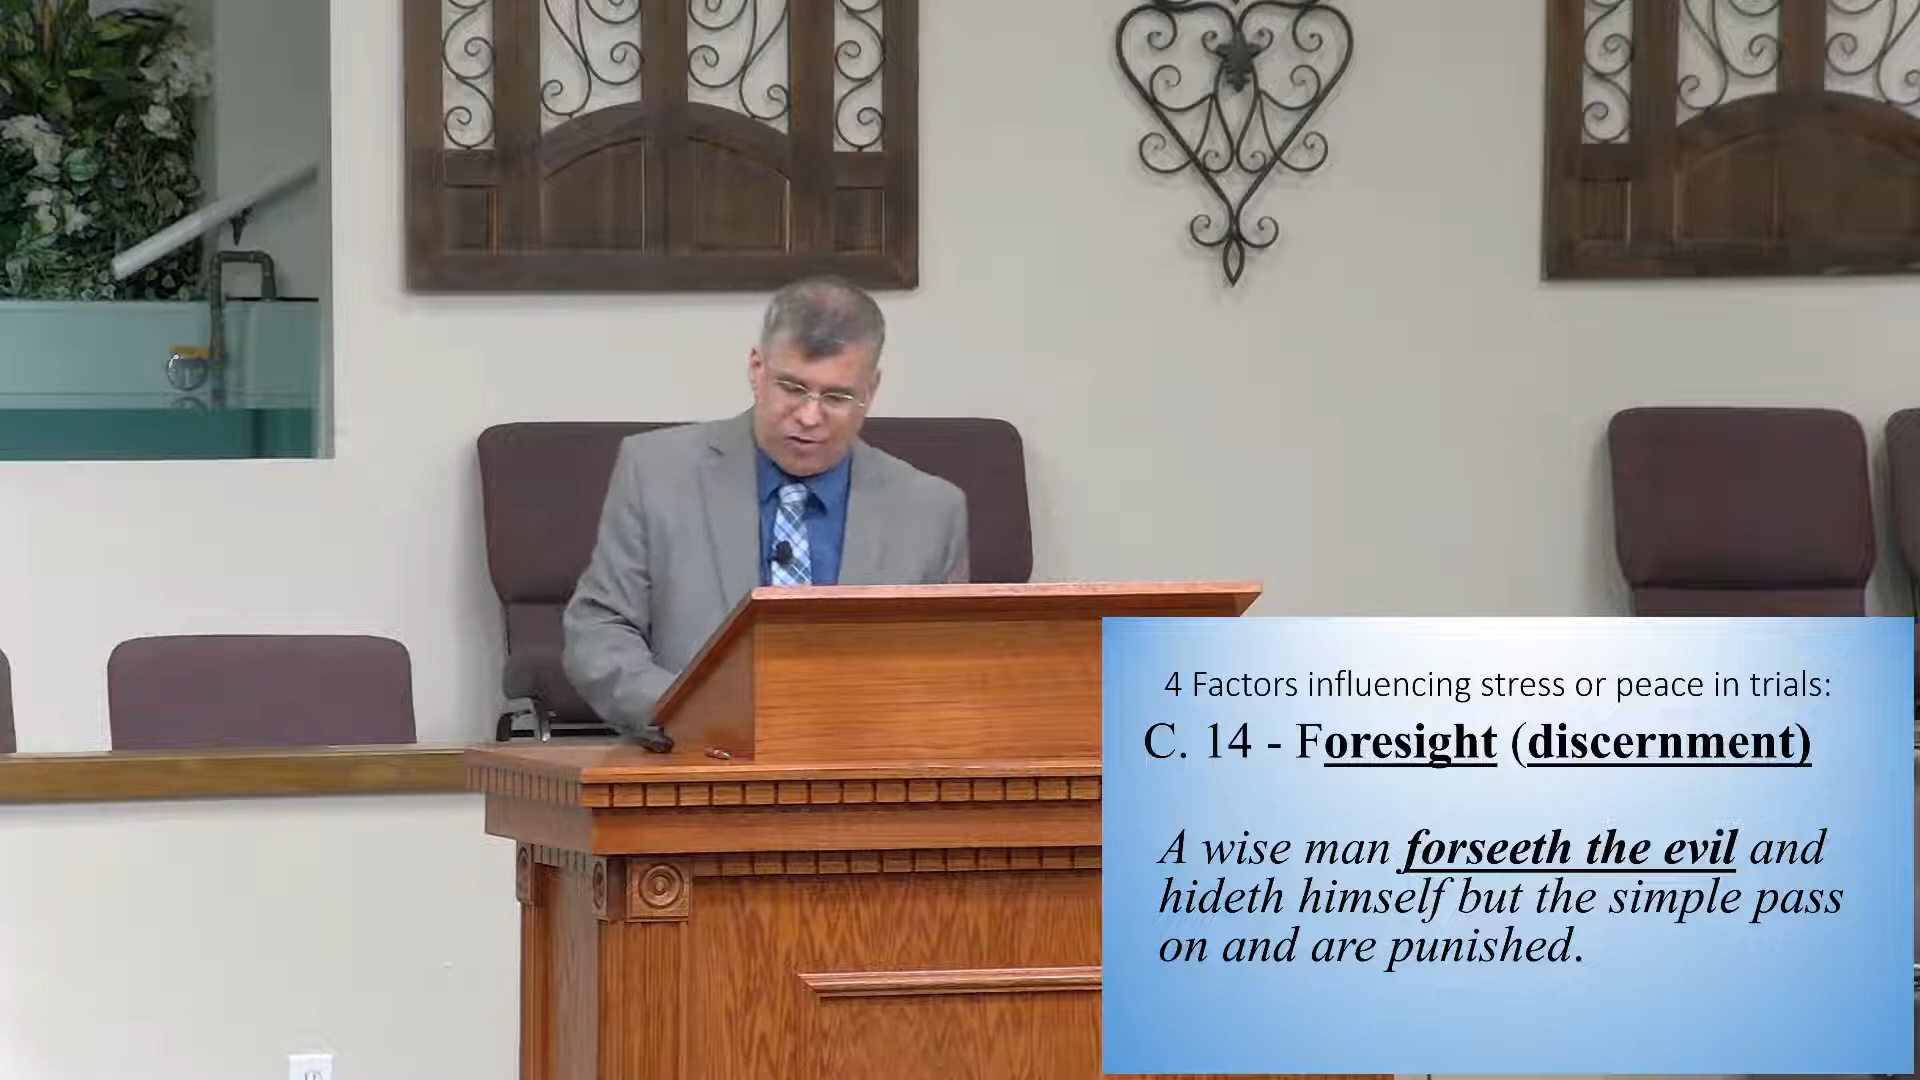 4 Factors influencing stress or peace in trials:
C. 14 - Foresight (discernment)
A wise man forseeth the evil and
hideth himself but the simple pass
on and are punished.